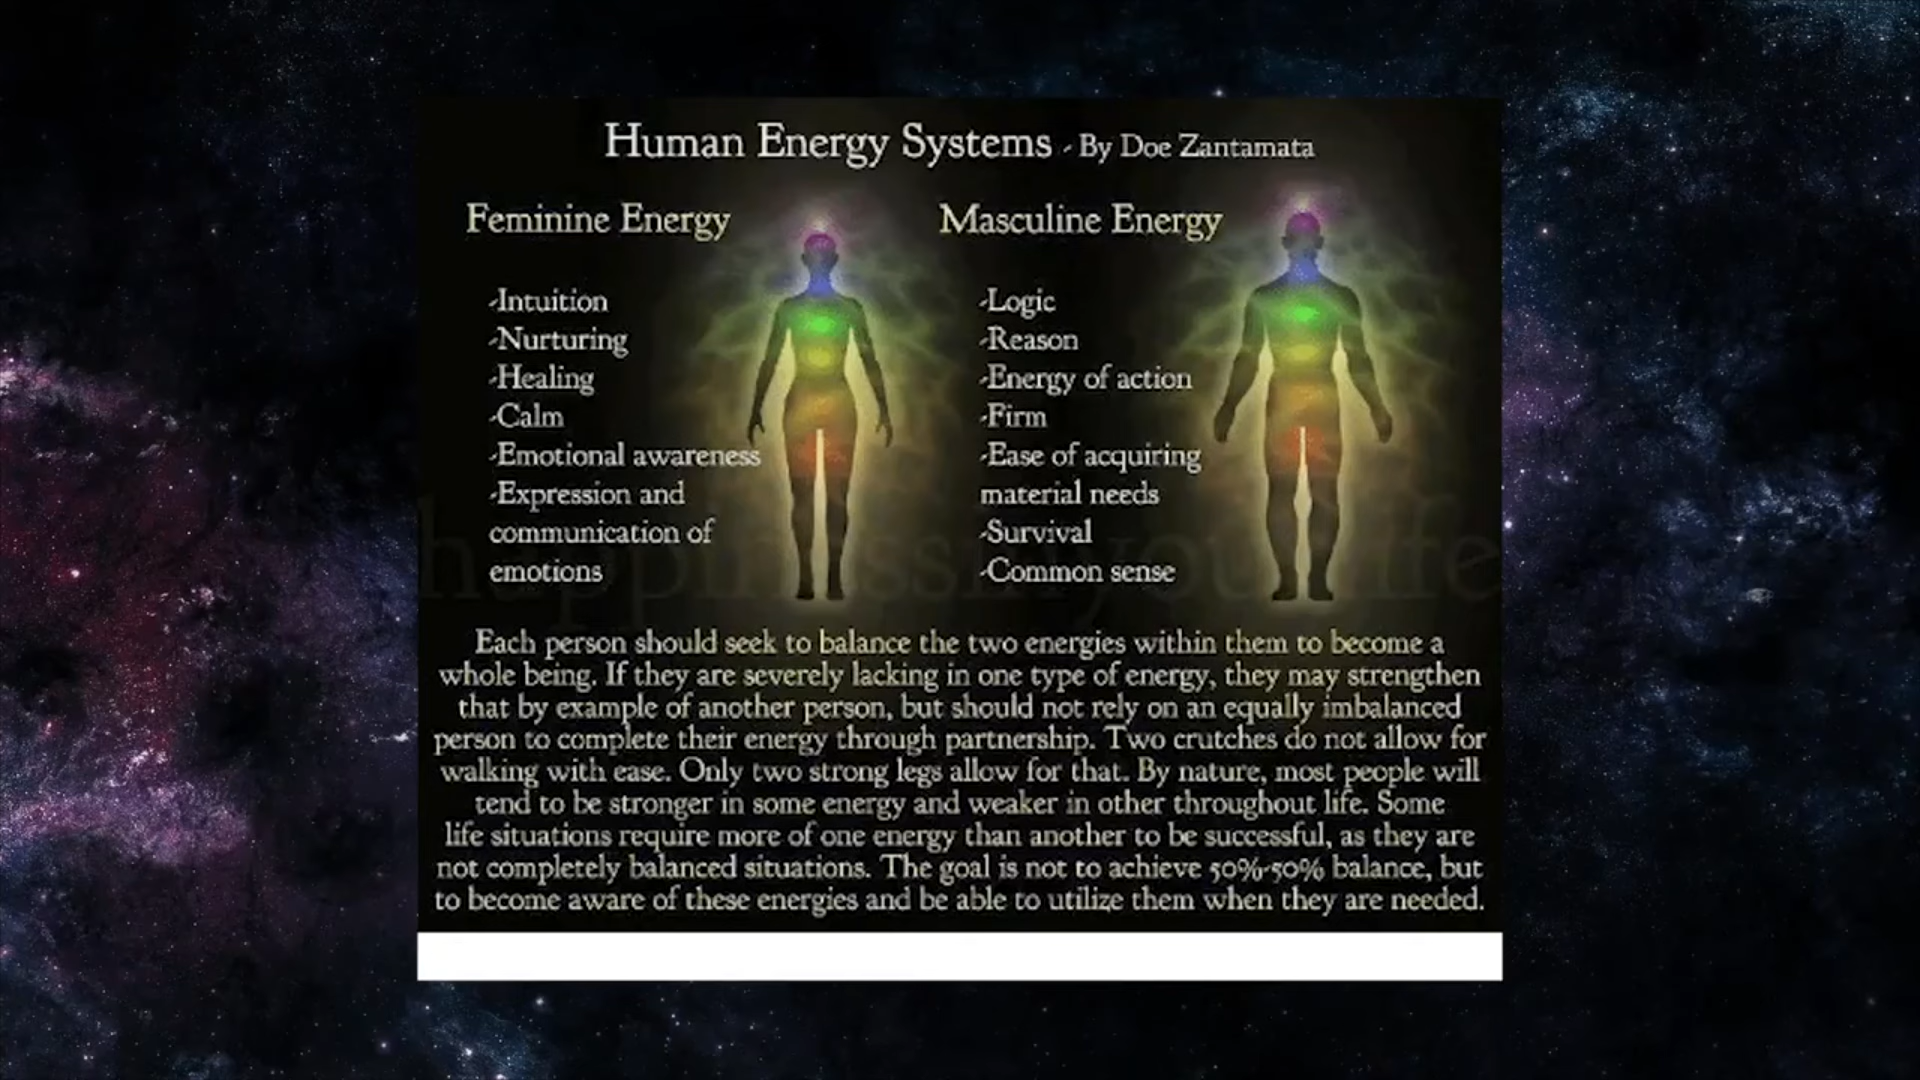 Human Energy Systems - By Doe Zantamata
Feminine Energy
-Intuition
-Nurturing
-Healing
-Calm
-Emotional awareness
-Expression and
communication of
emotions
Masculine Energy
-Logic
-Reason
-Energy of action
-Firm
-Ease of acquiring
material needs
-Survival
-Common sense
Each person should seek to balance the two energies within them to become a
whole being. If they are severely lacking in one type of energy, they may strengthen
that by example of another person, but should not rely on an equally imbalanced
person to complete their energy through partnership. Two crutches do not allow for
walking with ease. Only two strong legs allow for that. By nature, most people will
tend to be stronger in some energy and weaker in other throughout life. Some
life situations require more of one energy than another to be successful, as they are
not completely balanced situations. The goal is not to achieve 50%-50% balance, but
to become aware of these energies and be able to utilize them when they are needed.